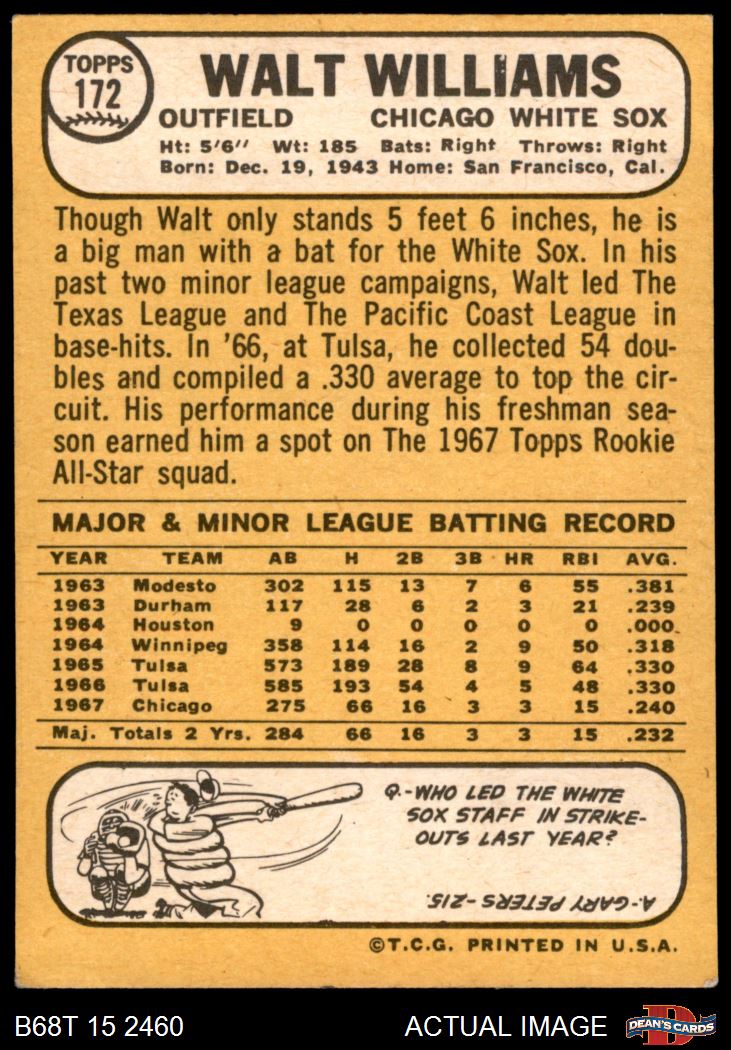 TOPPS
172
WALT WILLIAMS
OUTFIELD CHICAGO WHITE SOX
Ht: 5'6" Wt: 185 Bats: Right Throws: Right
Born: Dec. 19, 1943 Home: San Francisco, Cal.
Though Walt only stands 5 feet 6 inches, he is
a big man with a bat for the White Sox. In his
past two minor league campaigns, Walt led The
Texas League and The Pacific Coast League in
base-hits. In '66, at Tulsa, he collected 54 dou-
bles and compiled a .330 average to top the cir-
cuit. His performance during his freshman sea-
son earned him a spot on The 1967 Topps Rookie
All-Star squad.
MAJOR & MINOR LEAGUE BATTING RECORD
YEAR TEAM AB H 2B 3B HR RBI AVG.
1963 Modesto 302 115 13 7 6 55 .381
1963 Durham 117 28 6 2 3 21 .239
1964 Houston 9 0 0 0 0 0 .000
1964 Winnipeg 358 114 16 2 9 50 .318
1965 Tulsa 573 189 28 8 9 64 .330
1966 Tulsa 585 193 54 4 5 48 .330
1967 Chicago 275 66 16 3 3 15 .240
Maj. Totals 2 Yrs. 284 66 16 3 3 15 .232
Q.-WHO LED THE WHITE
SOX STAFF IN STRIKE-
OUTS LAST YEAR?
A-GARY PETERS-215.
©T.C.G. PRINTED IN U.S.A.
B68T 15 2460 ACTUAL IMAGE DEAN'S CARDS